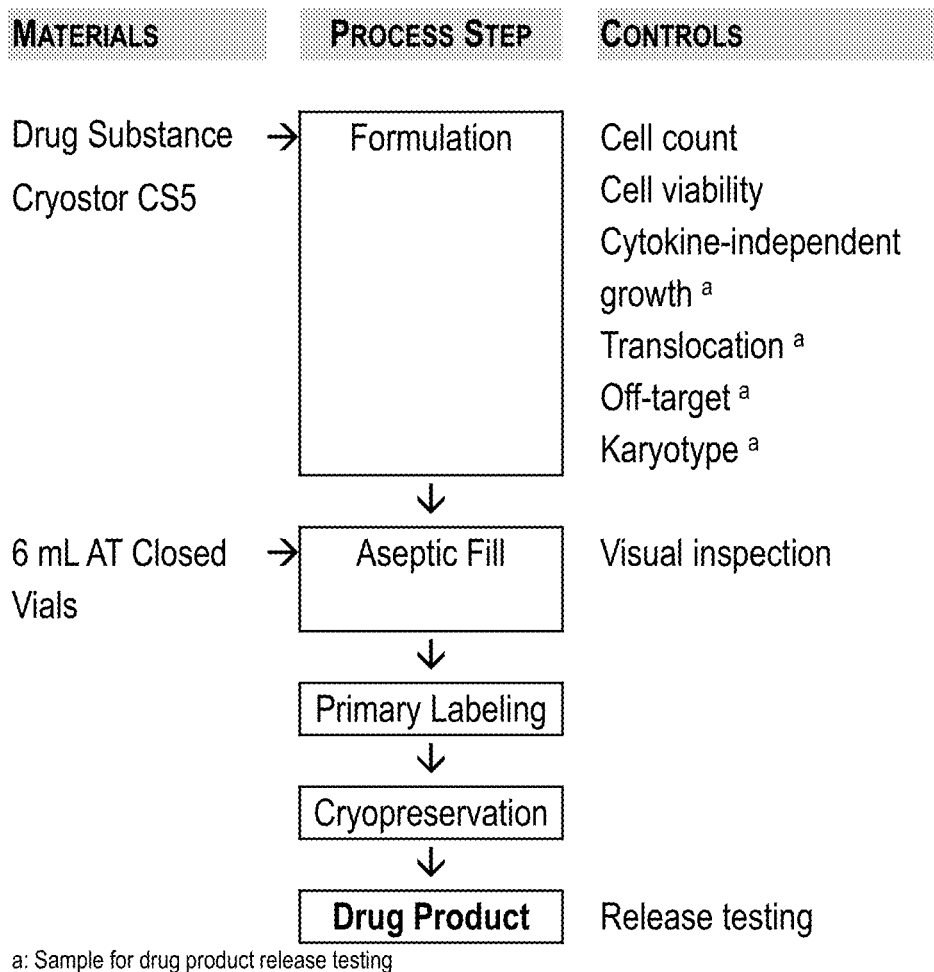 MATERIALS PROCESS STEP CONTROLS
Drug Substance → Formulation Cell count
Cryostor CS5 Cell viability
Cytokine-independent
growth a
Translocation a
Off-target a
Karyotype a
6 mL AT Closed → Aseptic Fill Visual inspection
Vials
Primary Labeling
Cryopreservation
Drug Product Release testing
a: Sample for drug product release testing